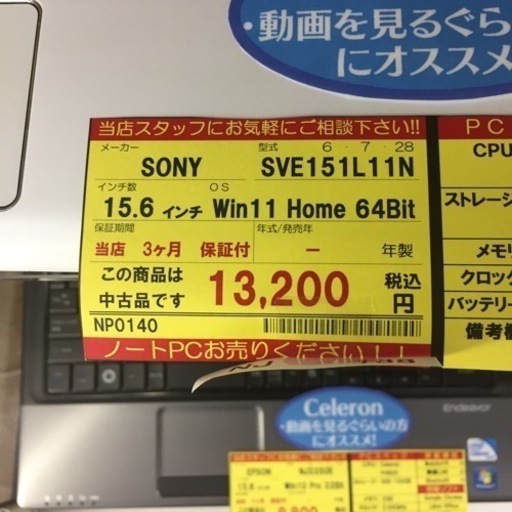 ・動画を見るぐら
にオススメ!
当店スタッフにお気軽にご相談下さい!!
メーカー 型式 6-7-28
SONY SVE151L11N
インチ数 OS
15.6 インチ Win11 Home 64Bit
保証期間 年式/発売年
当店 3ヶ月 保証付 － 年製
この商品は
中古品です 13,200 税込
円
NP0140
ノートPCお売りください!!
PC
CPU
ストレージ
メモリ
クロック
バッテリー
備考欄
Celeron
・動画を見るぐらいの方に
オススメ!
Endeavor
EPSON
15.6